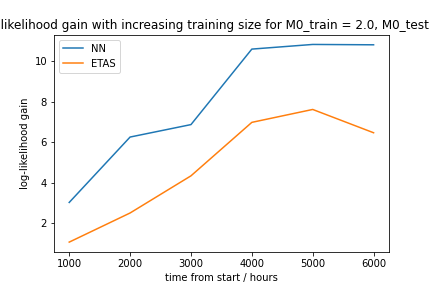 likelihood gain with increasing training size for M0_train = 2.0, M0_test
NN
ETAS
10
8
6
4
2
log-likelihood gain
1000 2000 3000 4000 5000 6000
time from start / hours